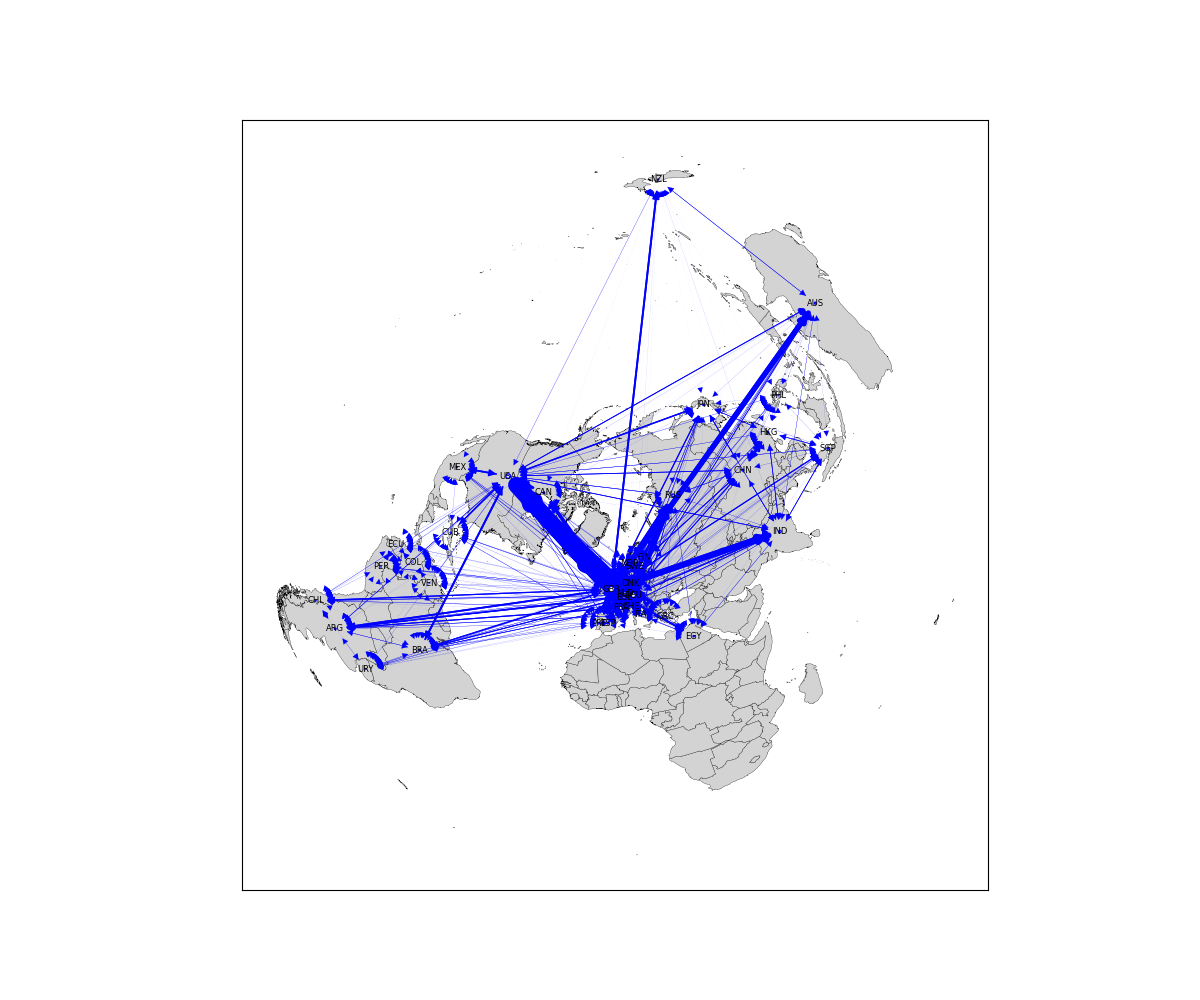 NZL
AUS
PHL
JPN
HKG
SGP
MEX
USA
CHN
CAN
RUS
CUB
IND
ECU
COL
PER
VEN
CHL
ARG
EGY
BRA
URY